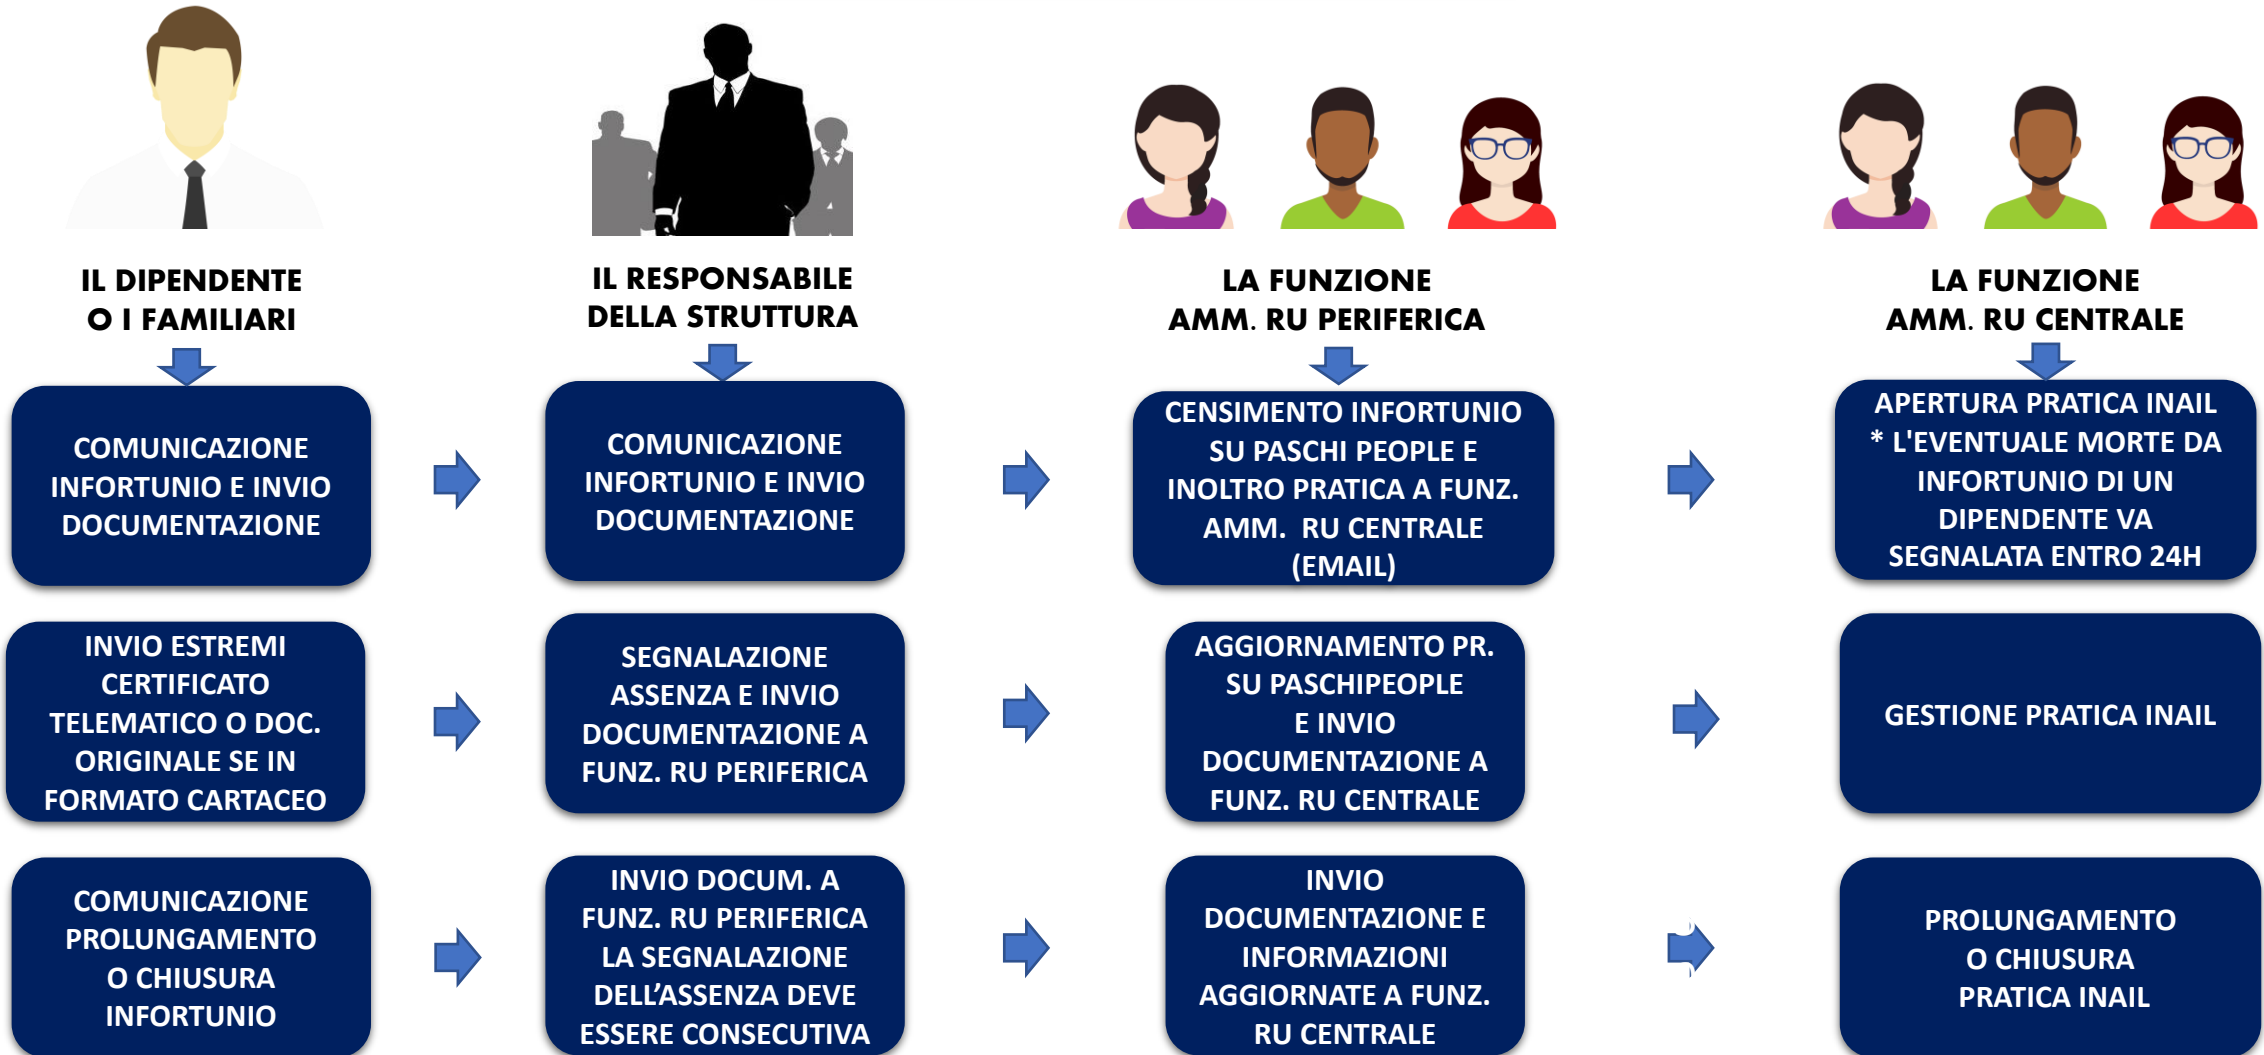 IL DIPENDENTE
O I FAMILIARI
IL RESPONSABILE
DELLA STRUTTURA
LA FUNZIONE
AMM. RU PERIFERICA
LA FUNZIONE
AMM. RU CENTRALE
COMUNICAZIONE
INFORTUNIO E INVIO
DOCUMENTAZIONE
COMUNICAZIONE
INFORTUNIO E INVIO
DOCUMENTAZIONE
CENSIMENTO INFORTUNIO
SU PASCHI PEOPLE E
INOLTRO PRATICA A FUNZ.
AMM. RU CENTRALE
(EMAIL)
APERTURA PRATICA INAIL
* L'EVENTUALE MORTE DA
INFORTUNIO DI UN
DIPENDENTE VA
SEGNALATA ENTRO 24H
INVIO ESTREMI
CERTIFICATO
TELEMATICO O DOC.
ORIGINALE SE IN
FORMATO CARTACEO
SEGNALAZIONE
ASSENZA E INVIO
DOCUMENTAZIONE A
FUNZ. RU PERIFERICA
AGGIORNAMENTO PR.
SU PASCHIPEOPLE
E INVIO
DOCUMENTAZIONE A
FUNZ. RU CENTRALE
GESTIONE PRATICA INAIL
COMUNICAZIONE
PROLUNGAMENTO
O CHIUSURA
INFORTUNIO
INVIO DOCUM. A
FUNZ. RU PERIFERICA
LA SEGNALAZIONE
DELL’ASSENZA DEVE
ESSERE CONSECUTIVA
INVIO
DOCUMENTAZIONE E
INFORMAZIONI
AGGIORNATE A FUNZ.
RU CENTRALE
PROLUNGAMENTO
O CHIUSURA
PRATICA INAIL